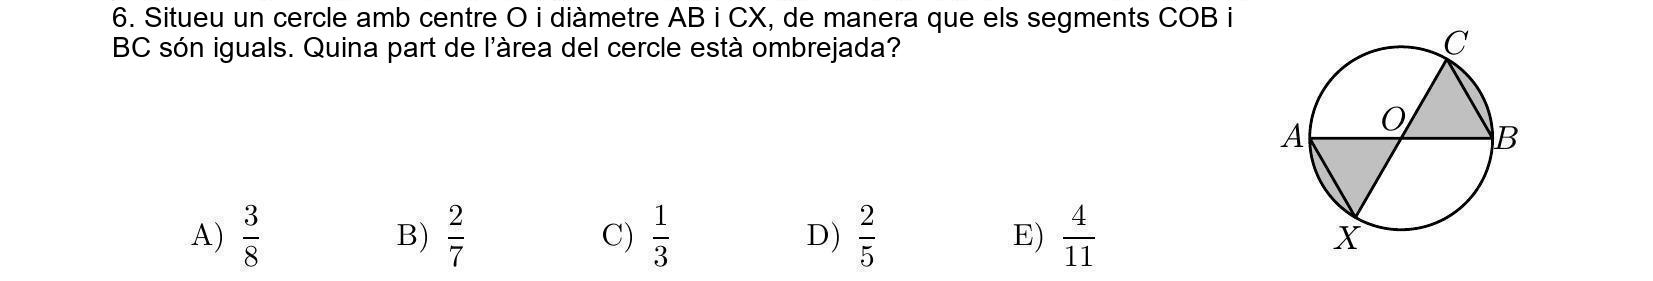 6. Situeu un cercle amb centre O i diàmetre AB i CX, de manera que els segments COB i
BC són iguals. Quina part de l'àrea del cercle està ombrejada?
C
O
A
B
X
A) 3/8 B) 2/7 C) 1/3 D) 2/5 E) 4/11